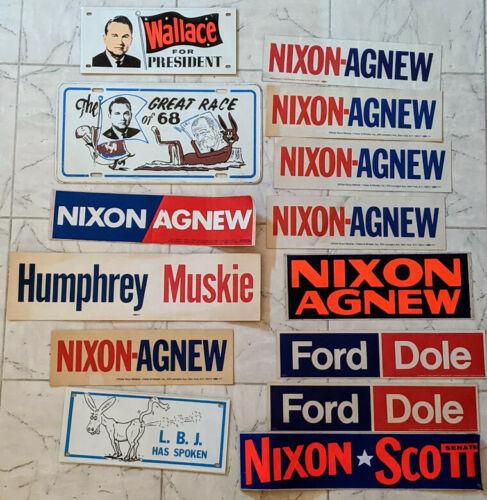 Wallace
FOR
PRESIDENT
The GREAT RACE
of '68
NIXON AGNEW
Humphrey Muskie
NIXON-AGNEW
L. B. J.
HAS SPOKEN
NIXON-AGNEW
NIXON-AGNEW
NIXON-AGNEW
NIXON-AGNEW
NIXON
AGNEW
Ford Dole
Ford Dole
NIXON ★ SCOTT
SENATE